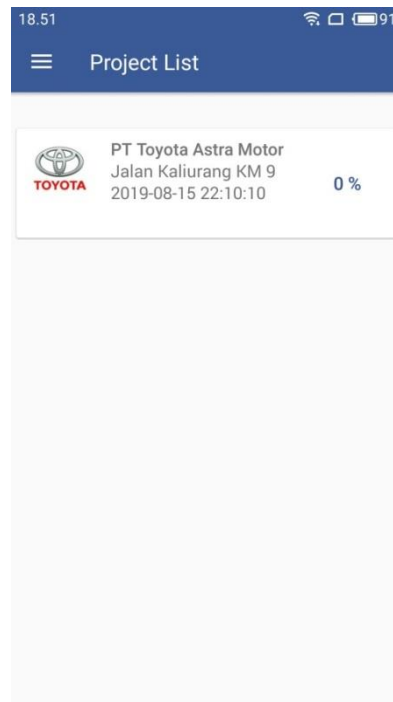 18.51
91
Project List
PT Toyota Astra Motor
Jalan Kaliurang KM 9
2019-08-15 22:10:10
TOYOTA
0 %